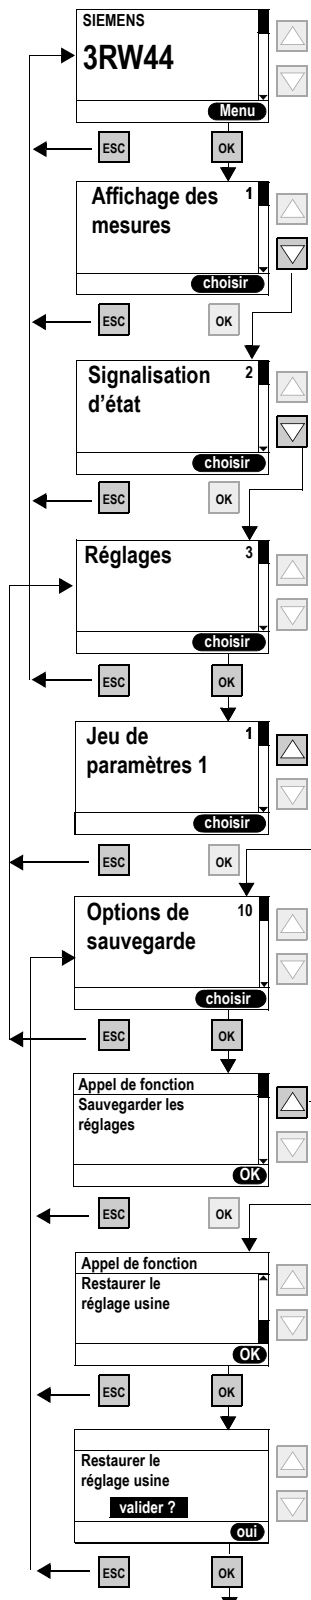 SIEMENS
3RW44
Menu
ESC OK
Affichage des 1
mesures
choisir
ESC OK
Signalisation 2
d'état
choisir
ESC OK
Réglages 3
choisir
ESC OK
Jeu de 1
paramètres 1
choisir
ESC OK
Options de 10
sauvegarde
choisir
ESC OK
Appel de fonction
Sauvegarder les
réglages
OK
ESC OK
Appel de fonction
Restaurer le
réglage usine
OK
ESC OK
Restaurer le
réglage usine
valider ?
oui
ESC OK